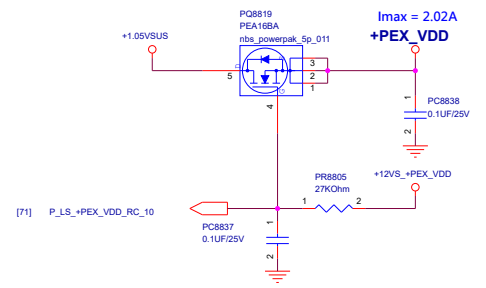 PQ8819
PEA16BA
nbs_powerpak_5p_011
Imax = 2.02A
+PEX_VDD
+1.05VSUS
D
S
G
5
3
2
1
4
1
2
PC8838
0.1UF/25V
PR8805
27KOhm
+12VS_+PEX_VDD
1
2
[71]
P_LS_+PEX_VDD_RC_10
PC8837
0.1UF/25V
1
2